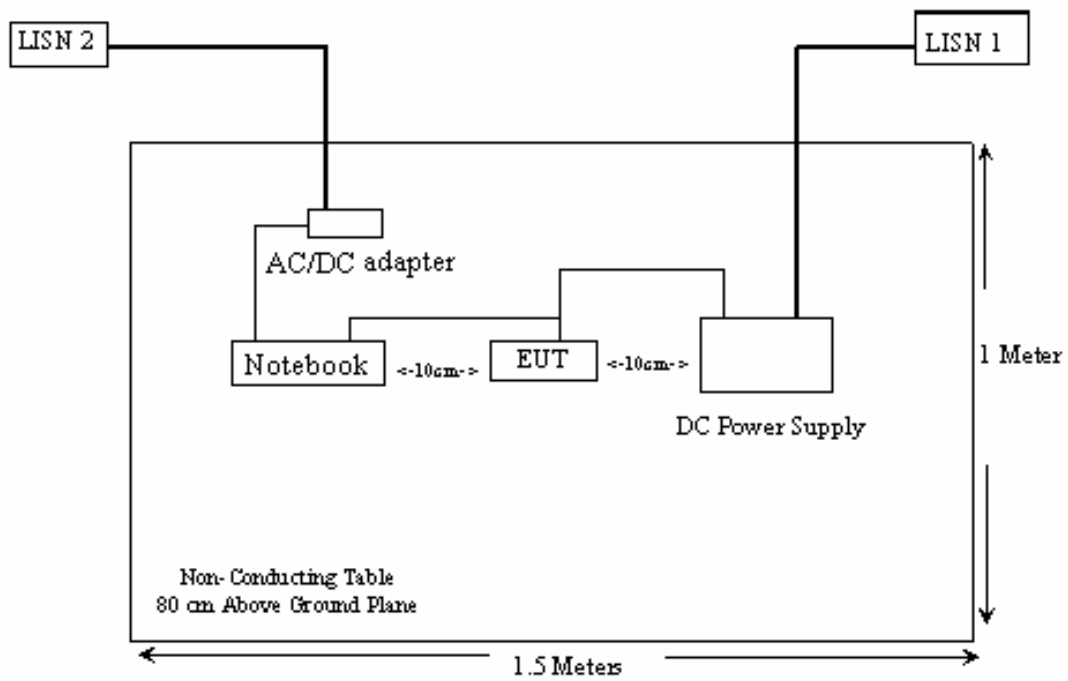 LISN 2
LISN 1
AC/DC adapter
Notebook
<-10cm->
EUT
<-10cm->
1 Meter
DC Power Supply
Non- Conducting Table
80 cm Above Ground Plane
1.5 Meters